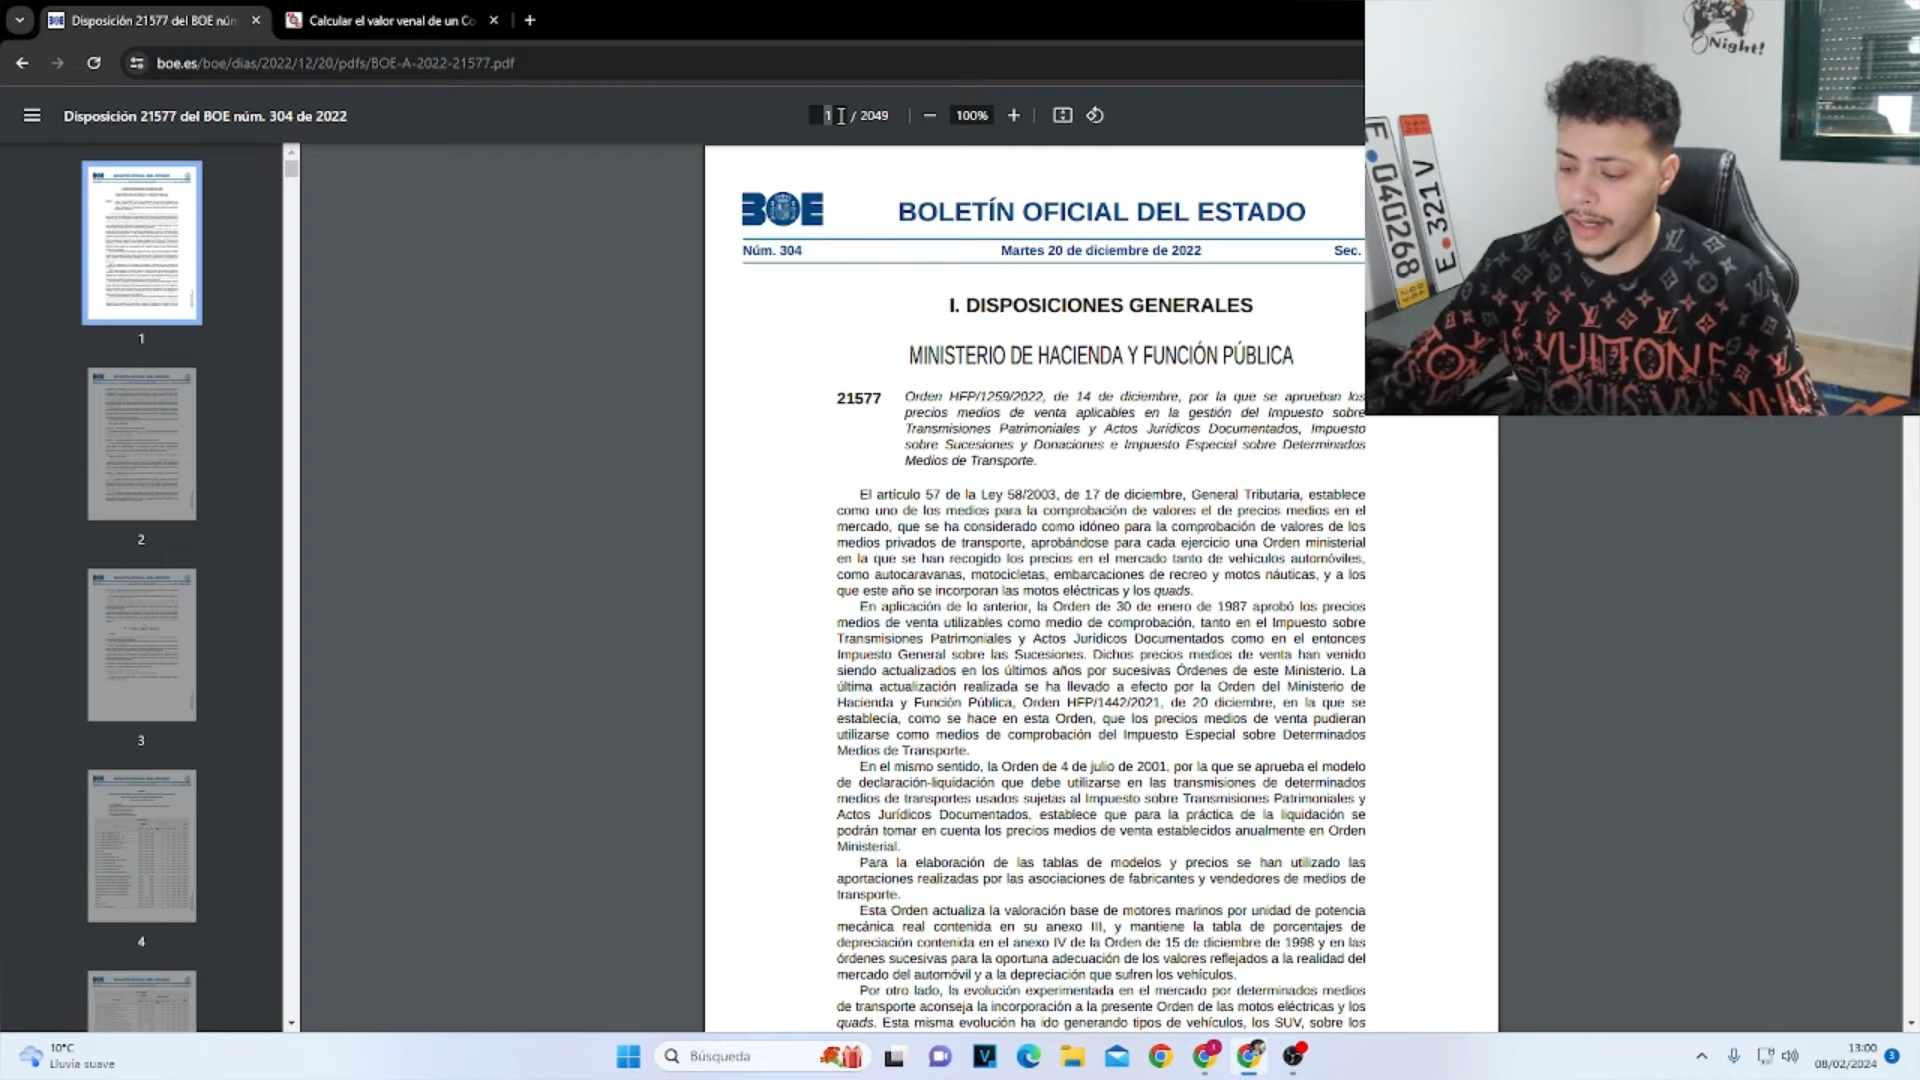 Disposición 21577 del BOE núm
Calcular el valor venal de un Co
boe.es/boe/dias/2022/12/20/pdfs/BOE-A-2022-21577.pdf
Disposición 21577 del BOE núm. 304 de 2022
1 / 2049
100%
Night!
E 040268
E 321 V
BOE
BOLETÍN OFICIAL DEL ESTADO
Núm. 304
Martes 20 de diciembre de 2022
Sec.
I. DISPOSICIONES GENERALES
MINISTERIO DE HACIENDA Y FUNCIÓN PÚBLICA
21577
Orden HFP/1259/2022, de 14 de diciembre, por la que se aprueban los
precios medios de venta aplicables en la gestión del Impuesto sobre
Transmisiones Patrimoniales y Actos Jurídicos Documentados, Impuesto
sobre Sucesiones y Donaciones e Impuesto Especial sobre Determinados
Medios de Transporte.
El artículo 57 de la Ley 58/2003, de 17 de diciembre, General Tributaria, establece
como uno de los medios para la comprobación de valores el de precios medios en el
mercado, que se ha considerado como idóneo para la comprobación de valores de los
medios privados de transporte, aprobándose para cada ejercicio una Orden ministerial
en la que se han recogido los precios en el mercado tanto de vehículos automóviles,
como autocaravanas, motocicletas, embarcaciones de recreo y motos náuticas, y a los
que este año se incorporan las motos eléctricas y los quads.
En aplicación de lo anterior, la Orden de 30 de enero de 1987 aprobó los precios
medios de venta utilizables como medio de comprobación, tanto en el Impuesto sobre
Transmisiones Patrimoniales y Actos Jurídicos Documentados como en el entonces
Impuesto General sobre las Sucesiones. Dichos precios medios de venta han venido
siendo actualizados en los últimos años por sucesivas Órdenes de este Ministerio. La
última actualización realizada se ha llevado a efecto por la Orden del Ministerio de
Hacienda y Función Pública, Orden HFP/1442/2021, de 20 diciembre, en la que se
establecía, como se hace en esta Orden, que los precios medios de venta pudieran
utilizarse como medios de comprobación del Impuesto Especial sobre Determinados
Medios de Transporte.
En el mismo sentido, la Orden de 4 de julio de 2001, por la que se aprueba el modelo
de declaración-liquidación que debe utilizarse en las transmisiones de determinados
medios de transportes usados sujetas al Impuesto sobre Transmisiones Patrimoniales y
Actos Jurídicos Documentados, establece que para la práctica de la liquidación se
podrán tomar en cuenta los precios medios de venta establecidos anualmente en Orden
Ministerial.
Para la elaboración de las tablas de modelos y precios se han utilizado las
aportaciones realizadas por las asociaciones de fabricantes y vendedores de medios de
transporte.
Esta Orden actualiza la valoración base de motores marinos por unidad de potencia
mecánica real contenida en su anexo III, y mantiene la tabla de porcentajes de
depreciación contenida en el anexo IV de la Orden de 15 de diciembre de 1998 y en las
órdenes sucesivas para la oportuna adecuación de los valores reflejados a la realidad del
mercado del automóvil y a la depreciación que sufren los vehículos.
Por otro lado, la evolución experimentada en el mercado por determinados medios
de transporte aconseja la incorporación a la presente Orden de las motos eléctricas y los
quads. Esta misma evolución ha ido generando tipos de vehículos, los SUV, sobre los
1
2
3
4
10°C
Lluvia suave
Búsqueda
13:00
08/02/2024
3